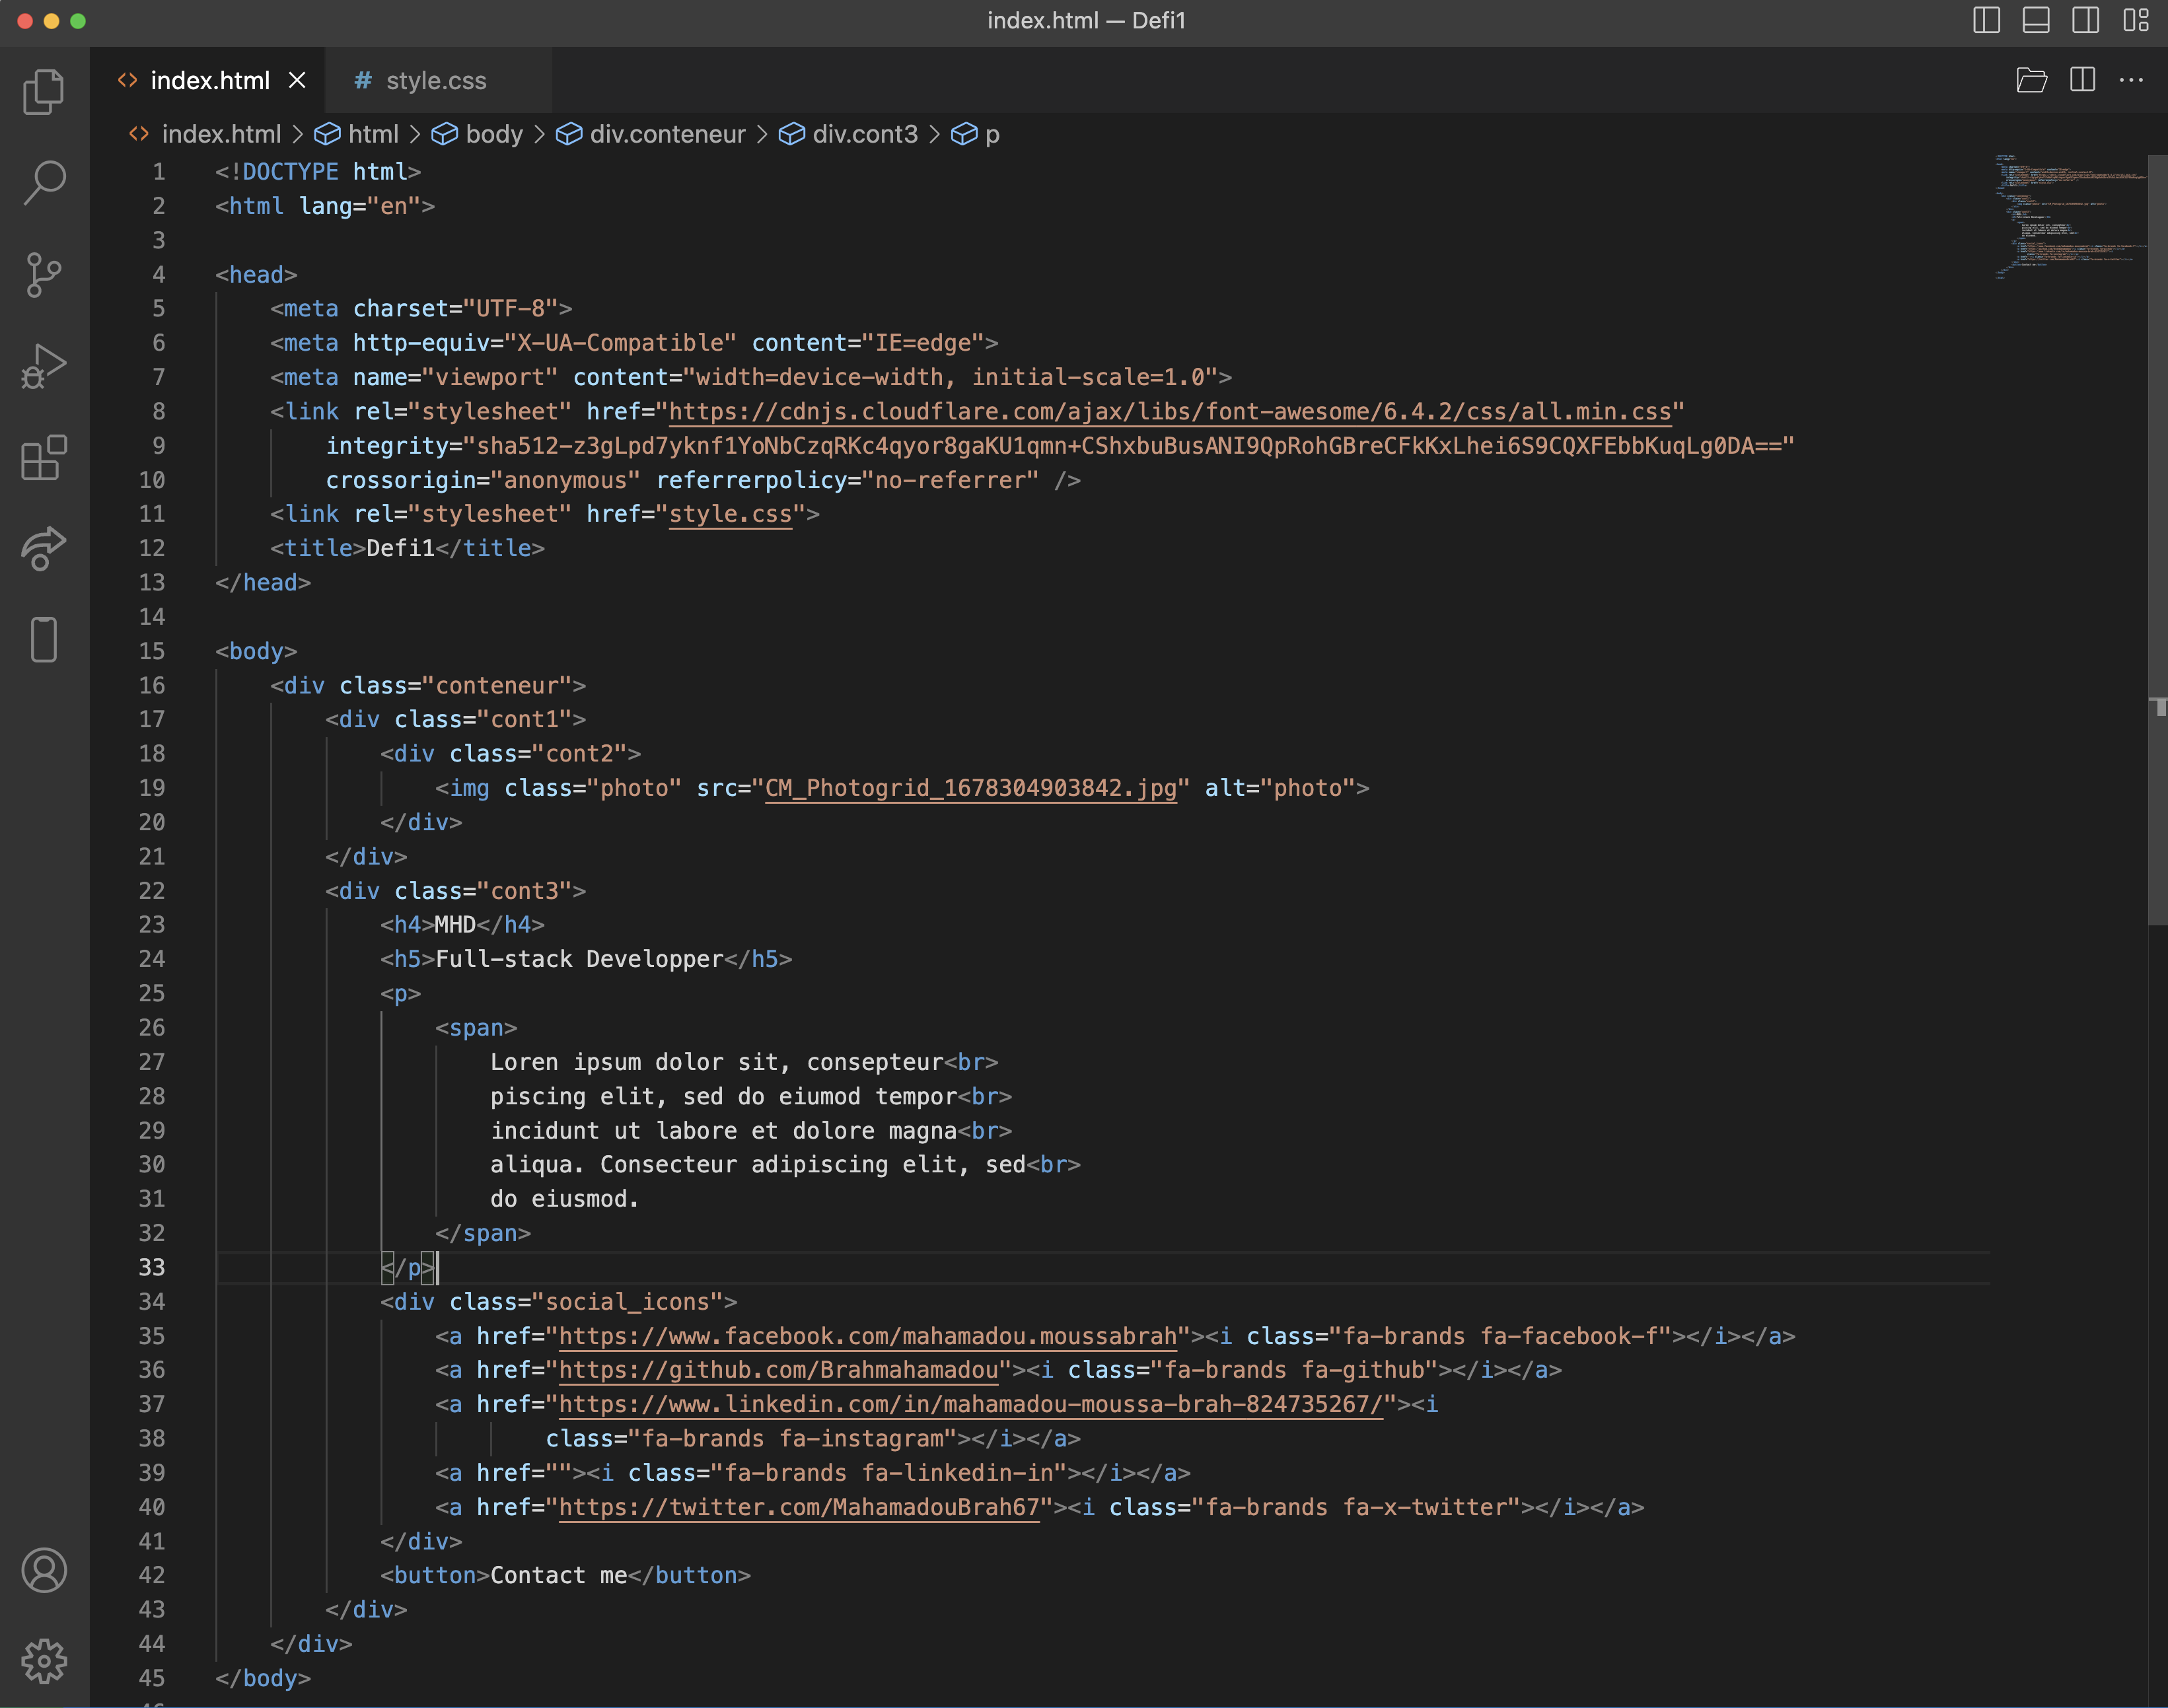 index.html — Defi1
index.html
# style.css
index.html > html > body > div.conteneur > div.cont3 > p
1 <!DOCTYPE html>
2 <html lang="en">
3
4 <head>
5 <meta charset="UTF-8">
6 <meta http-equiv="X-UA-Compatible" content="IE=edge">
7 <meta name="viewport" content="width=device-width, initial-scale=1.0">
8 <link rel="stylesheet" href="https://cdnjs.cloudflare.com/ajax/libs/font-awesome/6.4.2/css/all.min.css"
9 integrity="sha512-z3gLpd7yknf1YoNbCzqRKc4qyor8gaKU1qmn+CShxbuBusANI9QpRohGBreCFkKxLhei6S9CQXFEbbKuqLg0DA=="
10 crossorigin="anonymous" referrerpolicy="no-referrer" />
11 <link rel="stylesheet" href="style.css">
12 <title>Defi1</title>
13 </head>
14
15 <body>
16 <div class="conteneur">
17 <div class="cont1">
18 <div class="cont2">
19 <img class="photo" src="CM_Photogrid_1678304903842.jpg" alt="photo">
20 </div>
21 </div>
22 <div class="cont3">
23 <h4>MHD</h4>
24 <h5>Full-stack Developper</h5>
25 <p>
26 <span>
27 Loren ipsum dolor sit, consepteur<br>
28 piscing elit, sed do eiumod tempor<br>
29 incidunt ut labore et dolore magna<br>
30 aliqua. Consecteur adipiscing elit, sed<br>
31 do eiusmod.
32 </span>
33 </p>
34 <div class="social_icons">
35 <a href="https://www.facebook.com/mahamadou.moussabrah"><i class="fa-brands fa-facebook-f"></i></a>
36 <a href="https://github.com/Brahmahamadou"><i class="fa-brands fa-github"></i></a>
37 <a href="https://www.linkedin.com/in/mahamadou-moussa-brah-824735267/"><i
38 class="fa-brands fa-instagram"></i></a>
39 <a href=""><i class="fa-brands fa-linkedin-in"></i></a>
40 <a href="https://twitter.com/MahamadouBrah67"><i class="fa-brands fa-x-twitter"></i></a>
41 </div>
42 <button>Contact me</button>
43 </div>
44 </div>
45 </body>